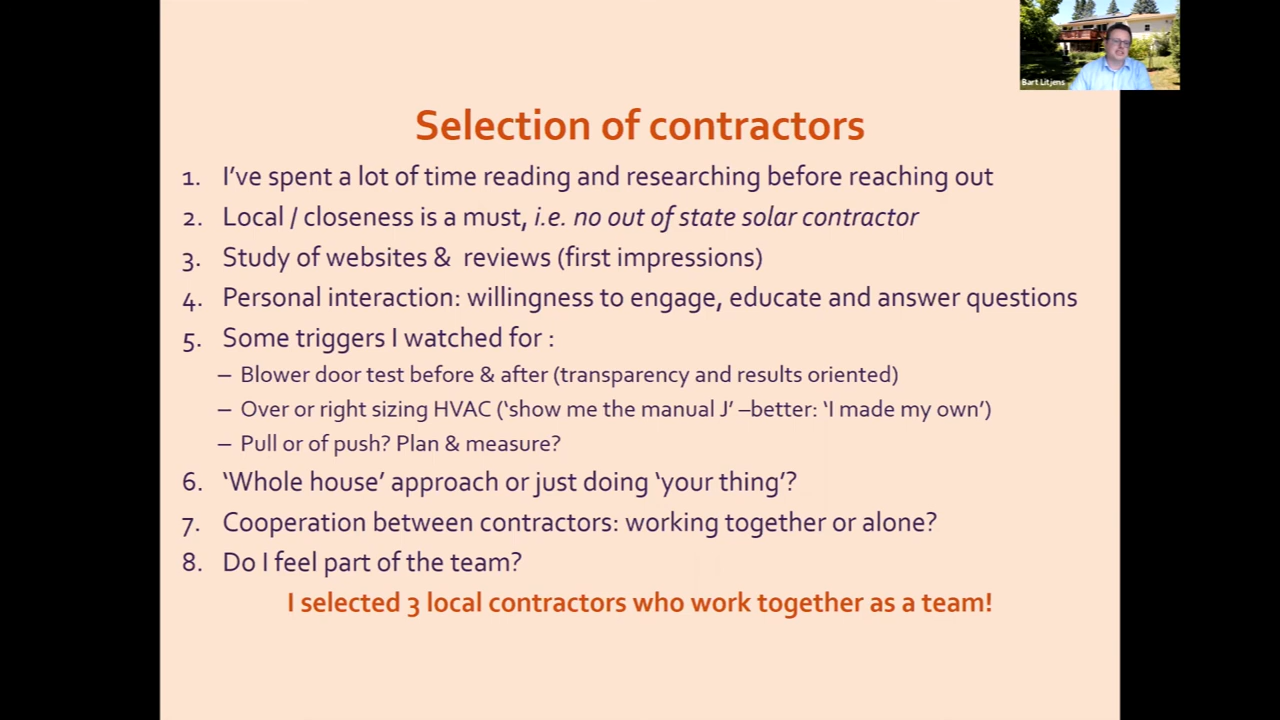 Bart Litjens
Selection of contractors
1. I've spent a lot of time reading and researching before reaching out
2. Local / closeness is a must, i.e. no out of state solar contractor
3. Study of websites &  reviews (first impressions)
4. Personal interaction: willingness to engage, educate and answer questions
5. Some triggers I watched for :
– Blower door test before & after (transparency and results oriented)
– Over or right sizing HVAC ('show me the manual J' –better: 'I made my own')
– Pull or of push? Plan & measure?
6. 'Whole house' approach or just doing 'your thing'?
7. Cooperation between contractors: working together or alone?
8. Do I feel part of the team?
I selected 3 local contractors who work together as a team!